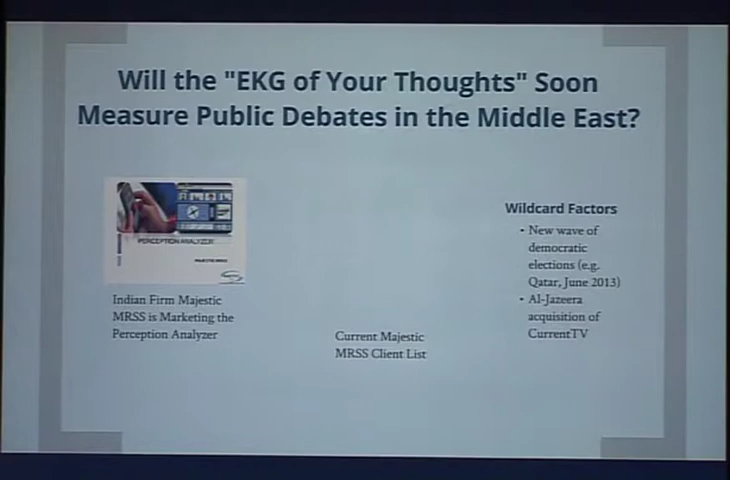 Will the "EKG of Your Thoughts" Soon
Measure Public Debates in the Middle East?
PERCEPTION ANALYZER
Indian Firm Majestic
MRSS is Marketing the
Perception Analyzer
Current Majestic
MRSS Client List
Wildcard Factors
• New wave of
democratic
elections (e.g.
Qatar, June 2013)
• Al-Jazeera
acquisition of
CurrentTV